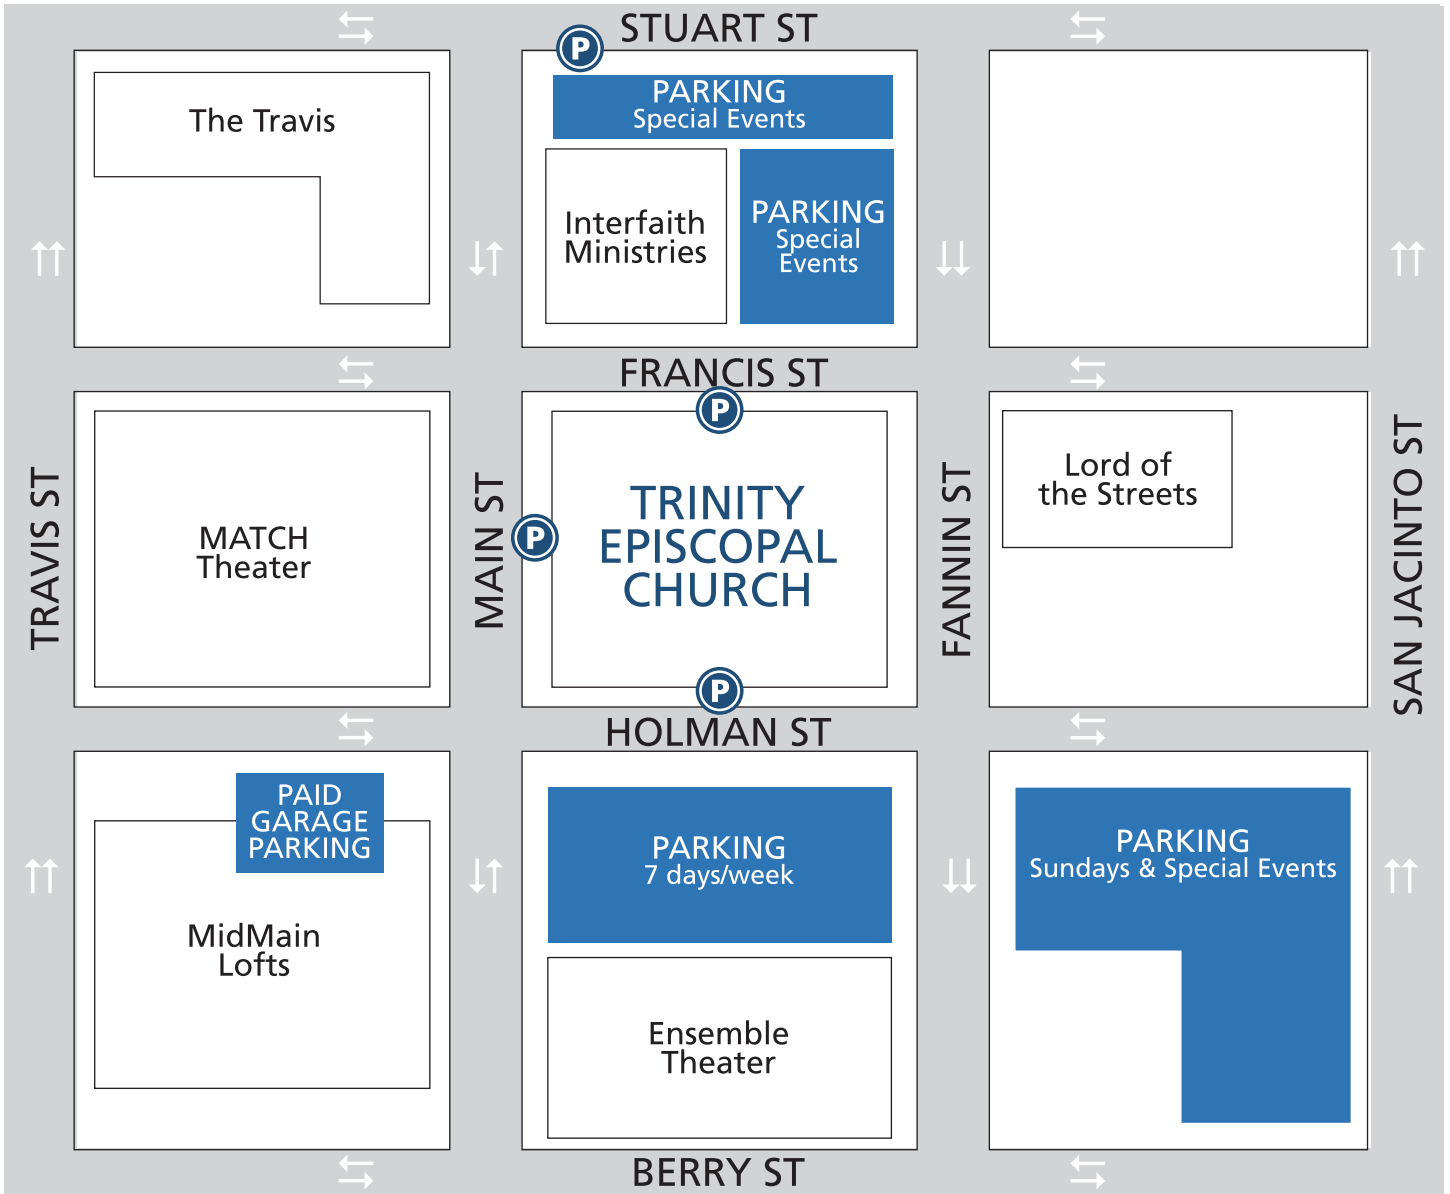 STUART ST
P
The Travis
PARKING
Special Events
Interfaith
Ministries
PARKING
Special
Events
FRANCIS ST
P
TRAVIS ST
MATCH
Theater
MAIN ST
P
TRINITY
EPISCOPAL
CHURCH
P
FANNIN ST
Lord of
the Streets
SAN JACINTO ST
HOLMAN ST
PAID
GARAGE
PARKING
MidMain
Lofts
PARKING
7 days/week
Ensemble
Theater
PARKING
Sundays & Special Events
BERRY ST